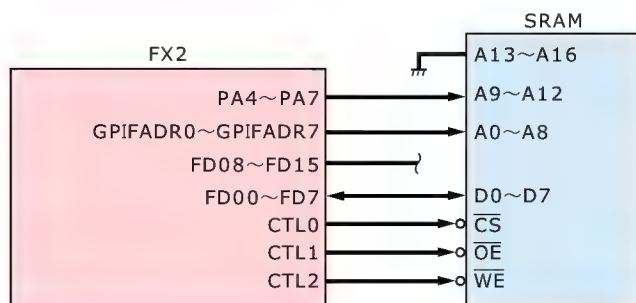 SRAM
FX2
A13～A16
PA4～PA7
A9～A12
GPIFADR0～GPIFADR7
A0～A8
FD08～FD15
FD00～FD7
D0～D7
CTL0
CS
CTL1
OE
CTL2
WE